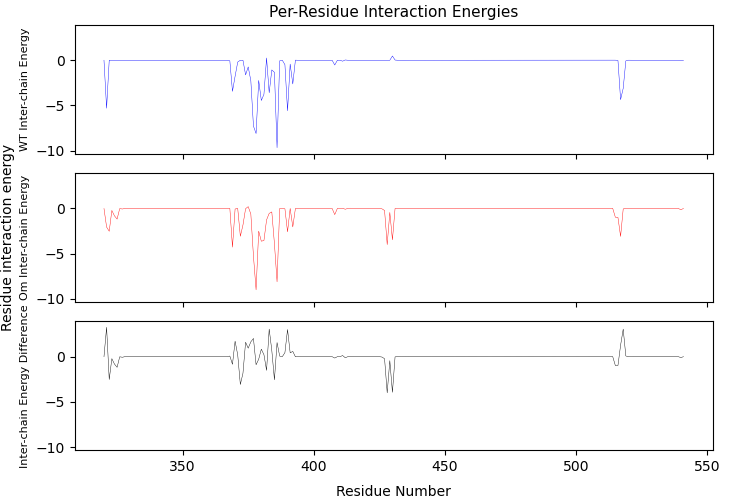 Per-Residue Interaction Energies
Residue interaction energy
WT Inter-chain Energy
0
−5
−10
Om Inter-chain Energy
0
−5
−10
Inter-chain Energy Difference
0
−5
−10
350
400
450
500
550
Residue Number